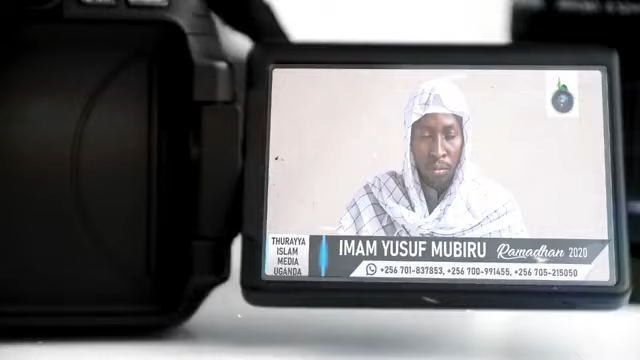 THURAYYA
ISLAM
MEDIA
UGANDA
IMAM YUSUF MUBIRU Ramadhan 2020
+256 701-837853, +256 700-991455, +256 705-215050